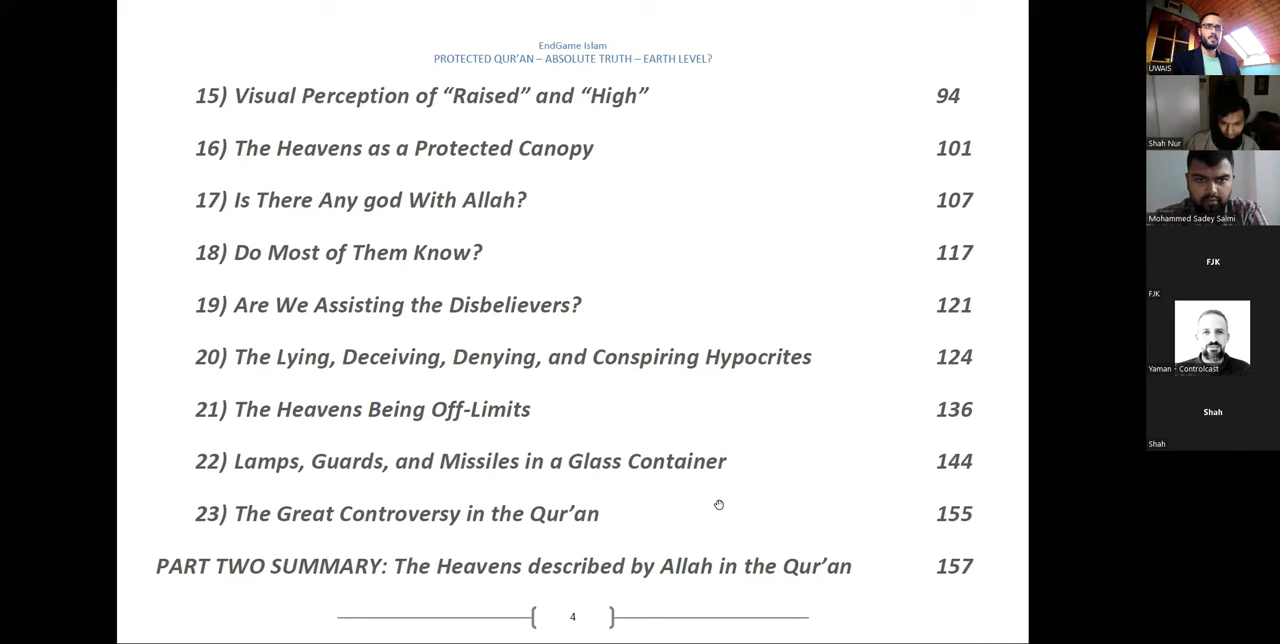 EndGame Islam
PROTECTED QUR'AN – ABSOLUTE TRUTH – EARTH LEVEL?
15) Visual Perception of “Raised” and “High” 94
16) The Heavens as a Protected Canopy 101
17) Is There Any god With Allah? 107
18) Do Most of Them Know? 117
19) Are We Assisting the Disbelievers? 121
20) The Lying, Deceiving, Denying, and Conspiring Hypocrites 124
21) The Heavens Being Off-Limits 136
22) Lamps, Guards, and Missiles in a Glass Container 144
23) The Great Controversy in the Qur’an 155
PART TWO SUMMARY: The Heavens described by Allah in the Qur’an 157
4
UWAIS
Shah Nur
Mohammed Sadey Salmi
FJK
FJK
Yaman - Controlcast
Shah
Shah